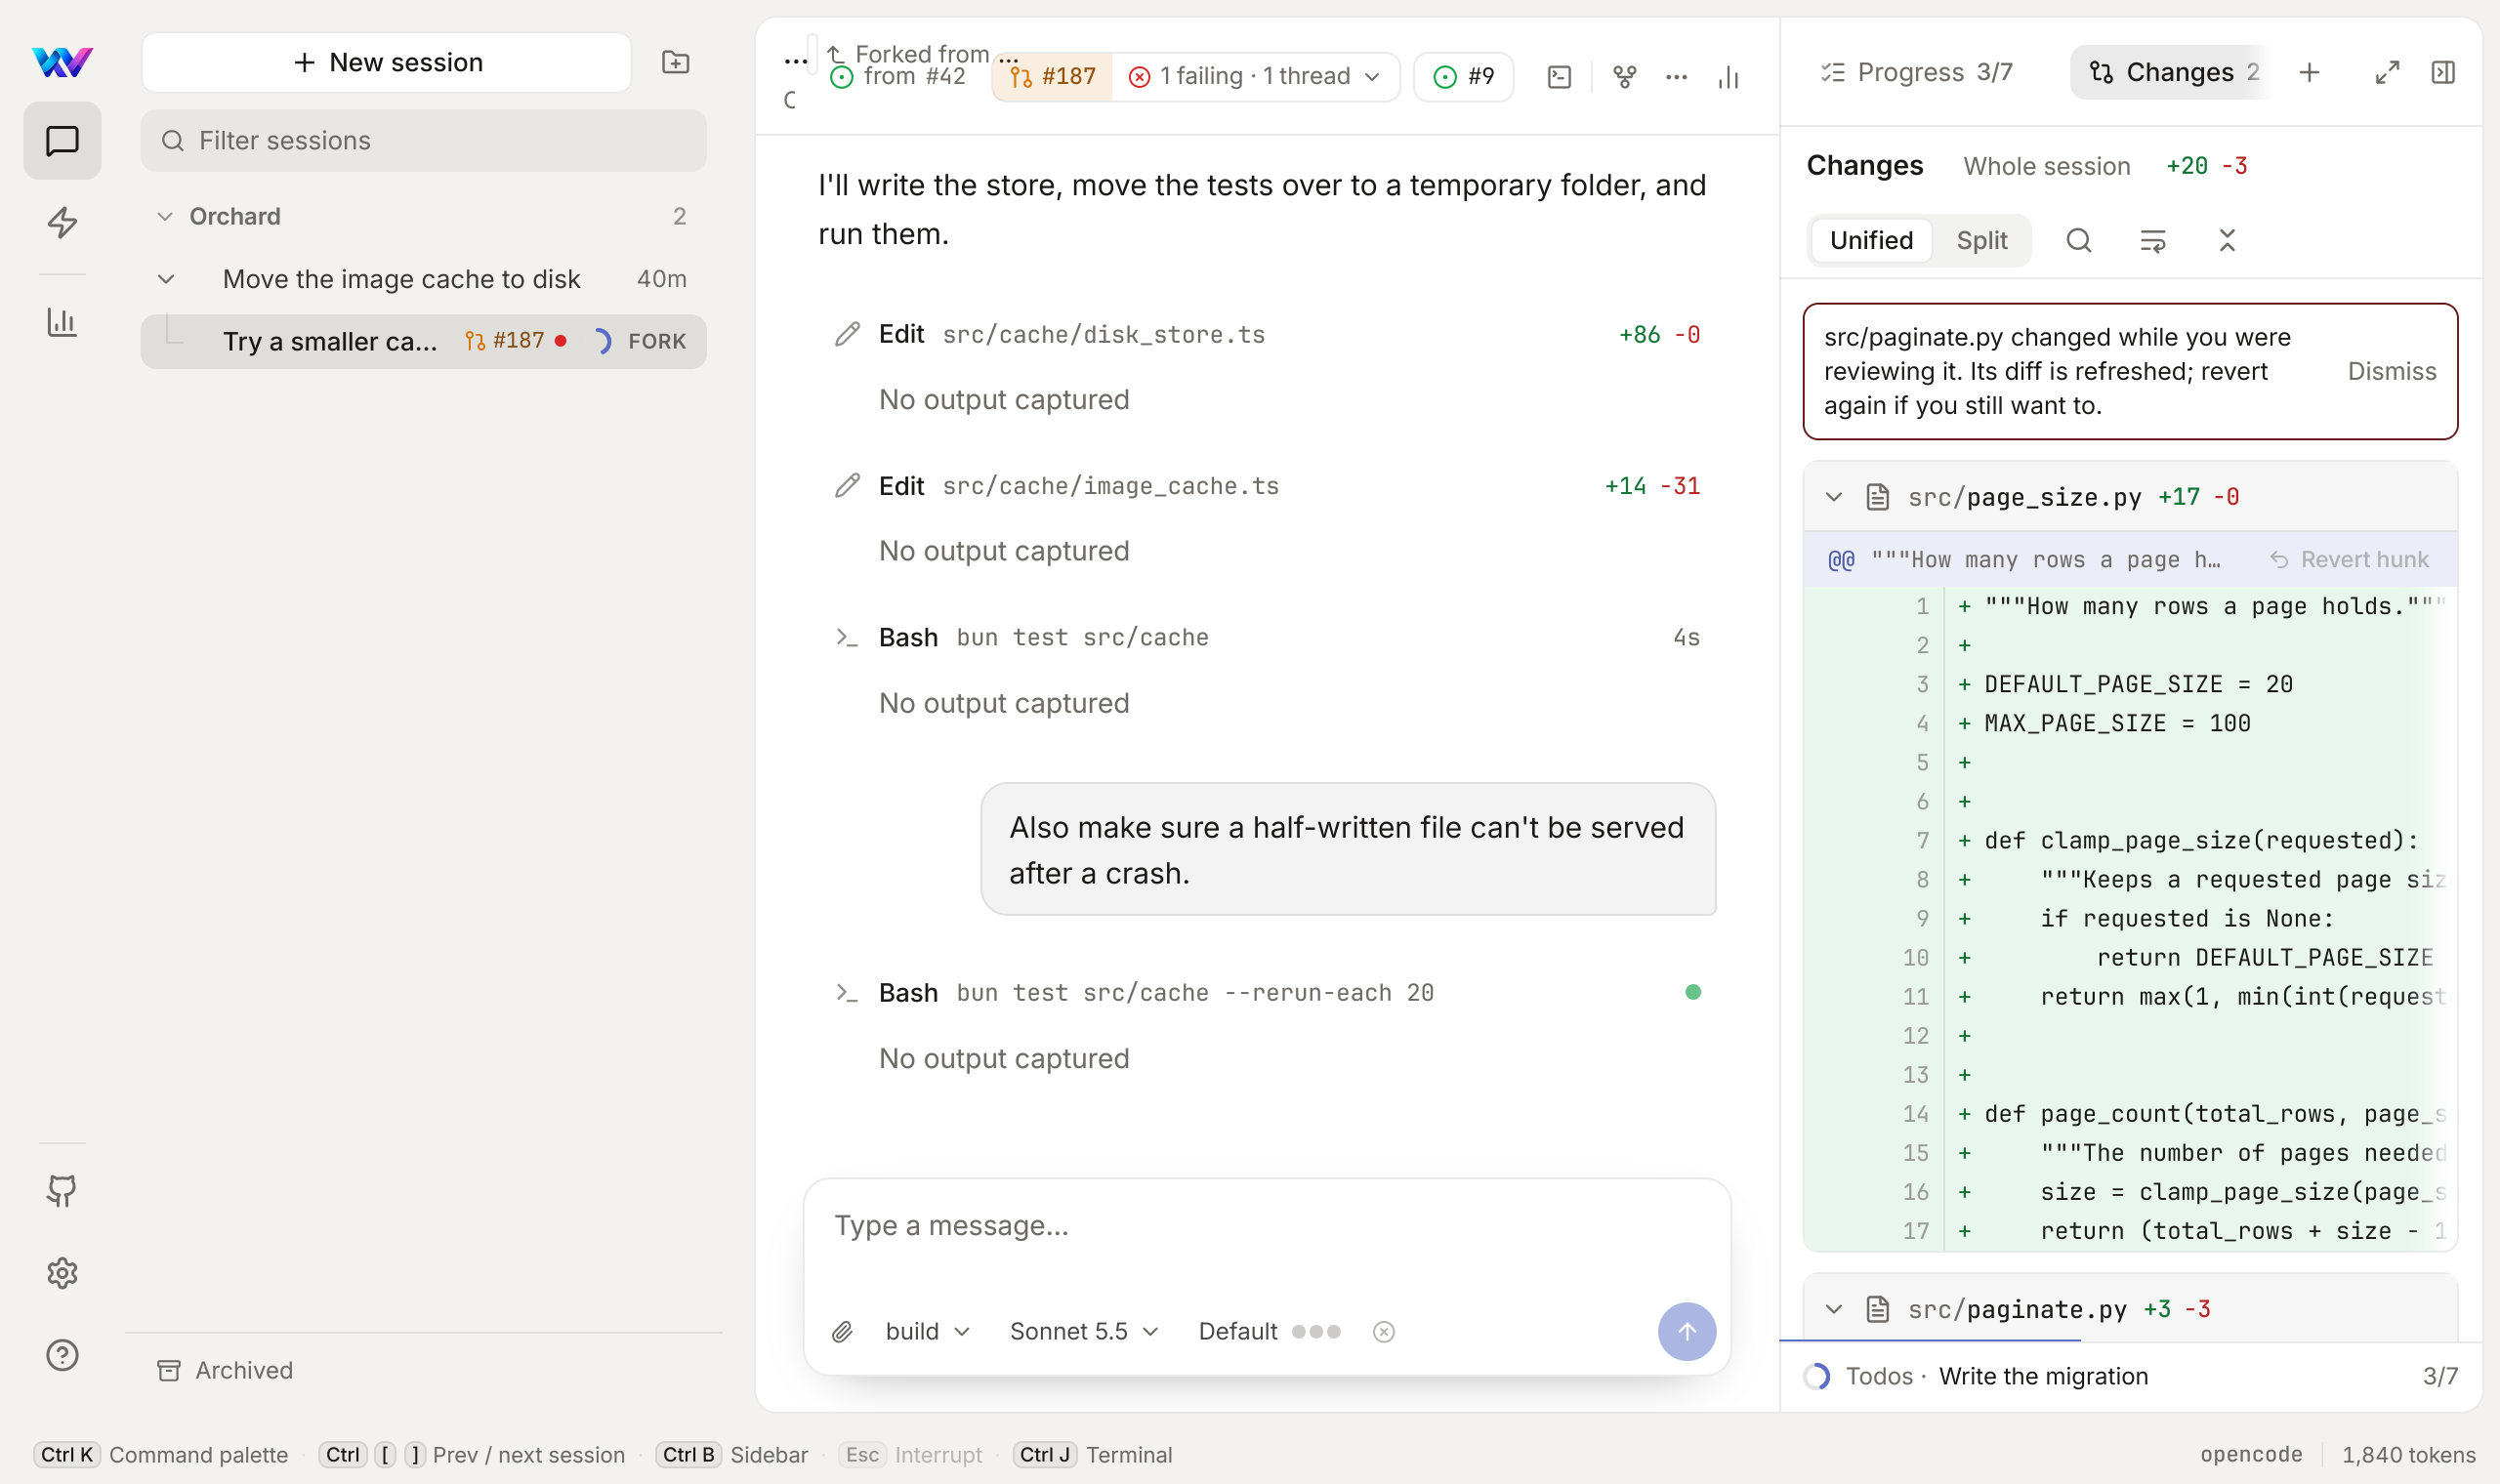 New session
Filter sessions
Orchard 2
Move the image cache to disk 40m
Try a smaller ca... #187 FORK
Archived
... Forked from ...
from #42 #187 1 failing · 1 thread #9
I'll write the store, move the tests over to a temporary folder, and
run them.
Edit src/cache/disk_store.ts +86 -0
No output captured
Edit src/cache/image_cache.ts +14 -31
No output captured
Bash bun test src/cache 4s
No output captured
Also make sure a half-written file can't be served
after a crash.
Bash bun test src/cache --rerun-each 20
No output captured
Type a message...
build Sonnet 5.5 Default
Progress 3/7 Changes 2
Changes Whole session +20 -3
Unified Split
src/paginate.py changed while you were
reviewing it. Its diff is refreshed; revert
again if you still want to.
Dismiss
src/page_size.py +17 -0
@@ """How many rows a page h... Revert hunk
1 + """How many rows a page holds."""
2 +
3 + DEFAULT_PAGE_SIZE = 20
4 + MAX_PAGE_SIZE = 100
5 +
6 +
7 + def clamp_page_size(requested):
8 + """Keeps a requested page siz
9 + if requested is None:
10 + return DEFAULT_PAGE_SIZE
11 + return max(1, min(int(request
12 +
13 +
14 + def page_count(total_rows, page_s
15 + """The number of pages needed
16 + size = clamp_page_size(page_s
17 + return (total_rows + size - 1
src/paginate.py +3 -3
Todos · Write the migration 3/7
Ctrl K Command palette · Ctrl [ ] Prev / next session · Ctrl B Sidebar · Esc Interrupt · Ctrl J Terminal
opencode 1,840 tokens